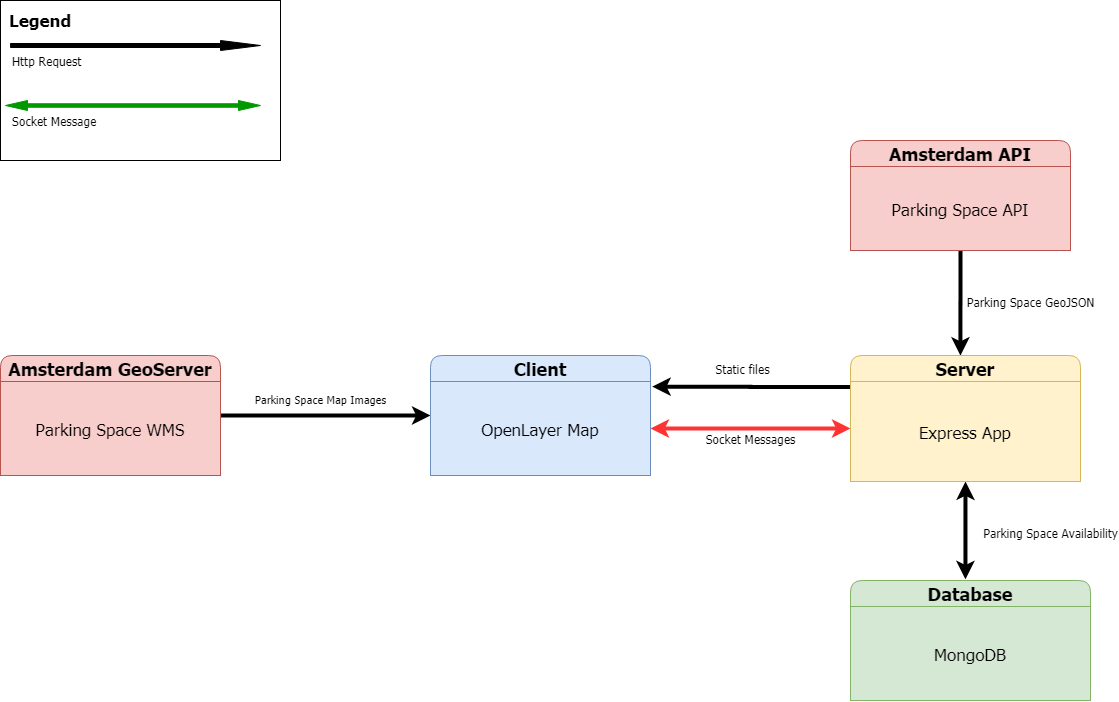 Legend
Http Request
Socket Message
Amsterdam API
Parking Space API
Parking Space GeoJSON
Amsterdam GeoServer
Parking Space WMS
Parking Space Map Images
Client
OpenLayer Map
Static files
Socket Messages
Server
Express App
Parking Space Availability
Database
MongoDB